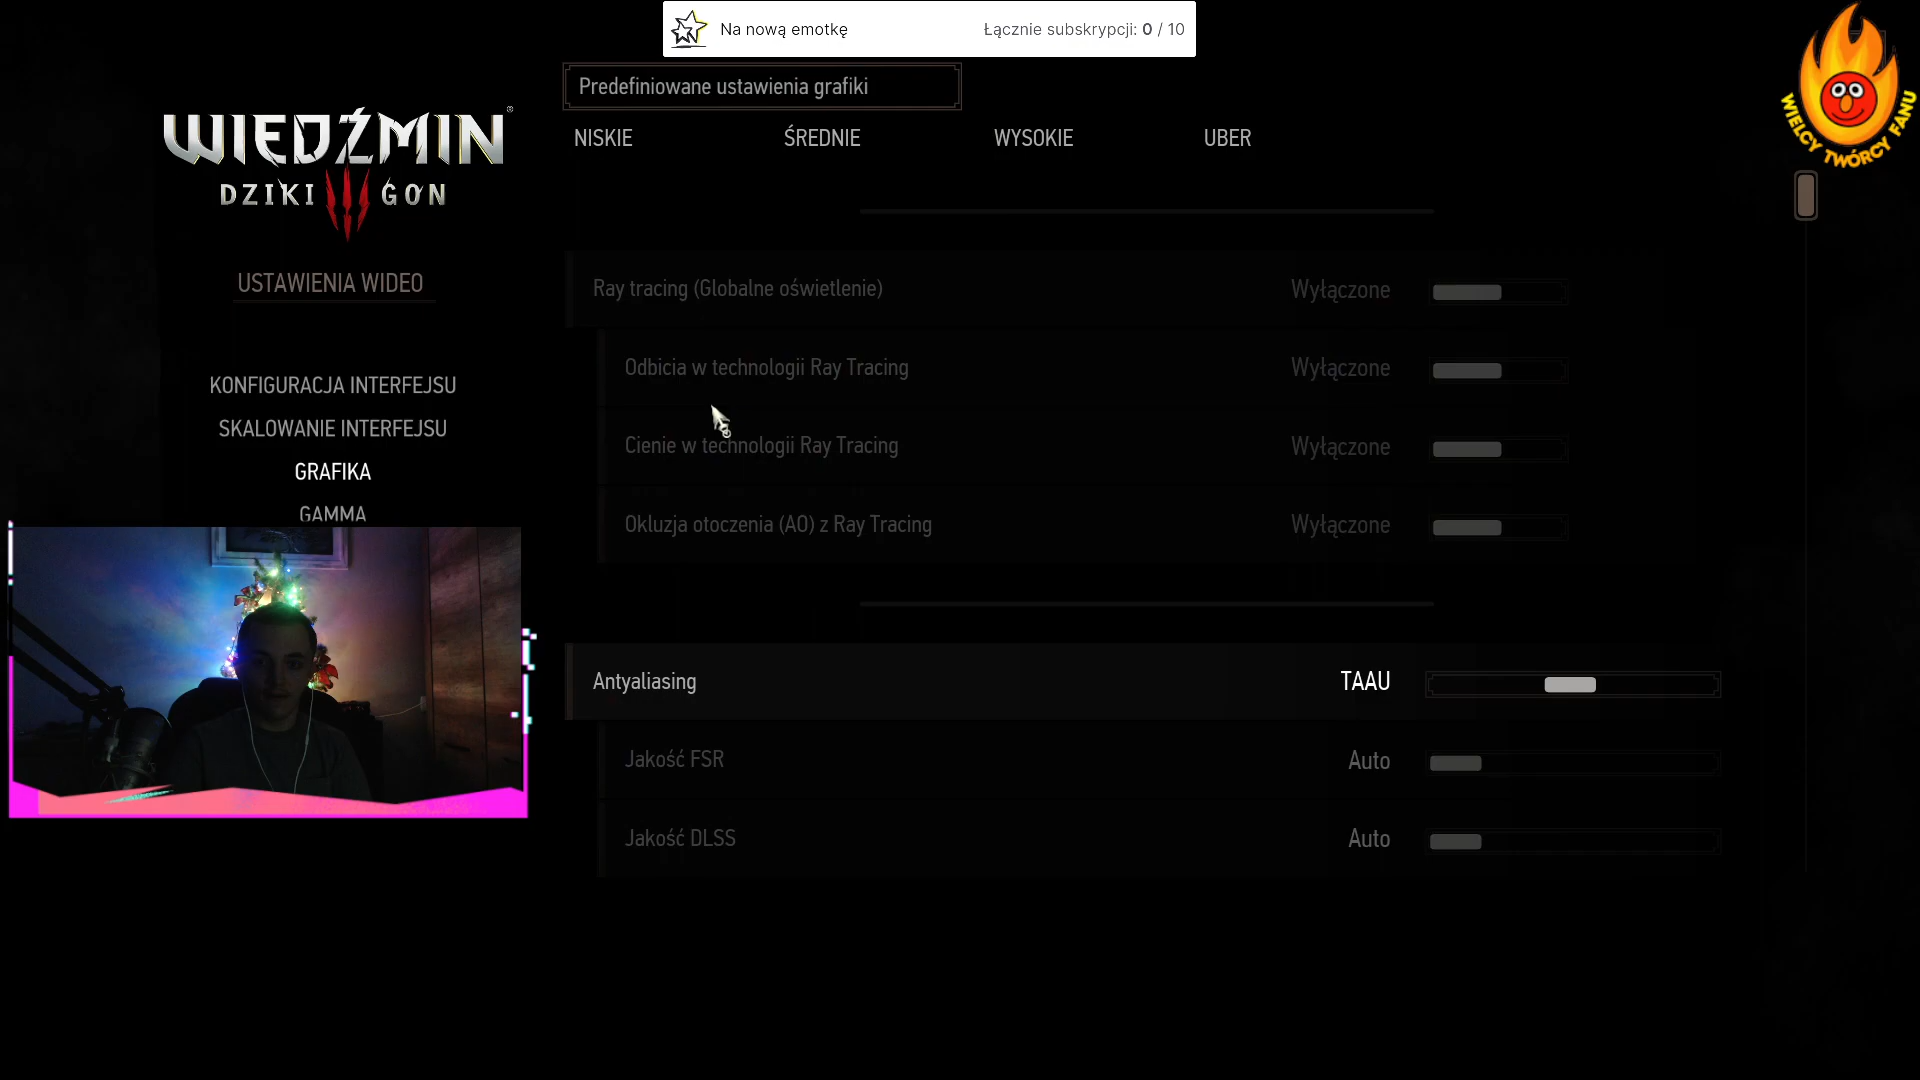 Na nową emotkę
Łącznie subskrypcji: 0 / 10
WIELCY TWÓRCY FANU
Predefiniowane ustawienia grafiki
NISKIE
ŚREDNIE
WYSOKIE
UBER
WIEDŹMIN
DZIKI GON
USTAWIENIA WIDEO
KONFIGURACJA INTERFEJSU
SKALOWANIE INTERFEJSU
GRAFIKA
GAMMA
Ray tracing (Globalne oświetlenie) Wyłączone
Odbicia w technologii Ray Tracing Wyłączone
Cienie w technologii Ray Tracing Wyłączone
Okluzja otoczenia (AO) z Ray Tracing Wyłączone
Antyaliasing TAAU
Jakość FSR Auto
Jakość DLSS Auto